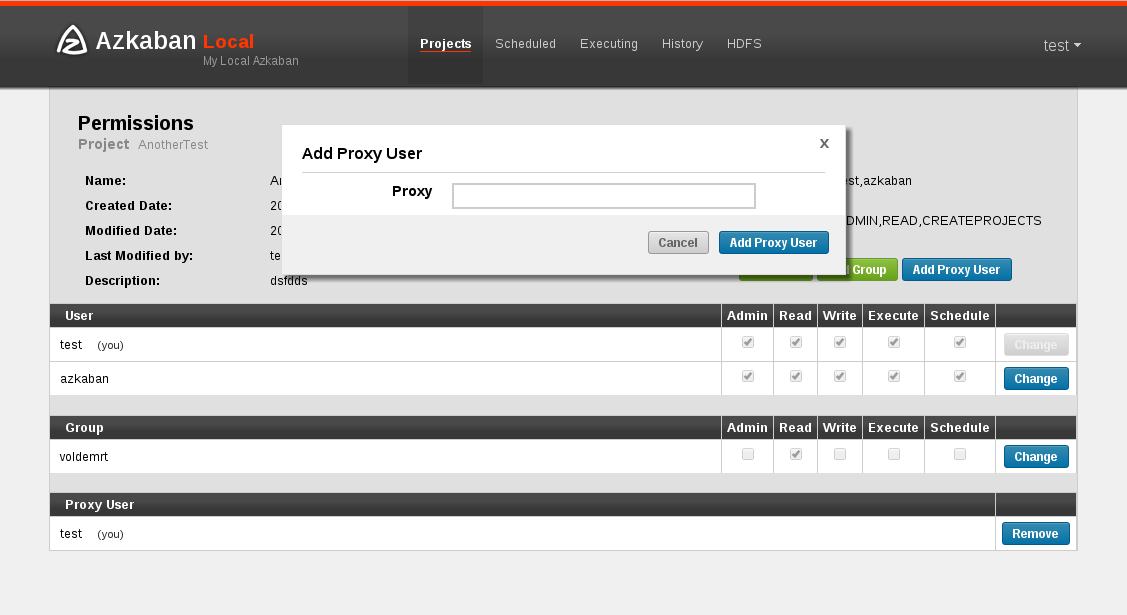 Azkaban Local
My Local Azkaban
Projects Scheduled Executing History HDFS
test
Permissions
Project AnotherTest
Add Proxy User x
Proxy
Cancel Add Proxy User
Name:
st,azkaban
Created Date: 20
DMIN,READ,CREATEPROJECTS
Modified Date: 20
Last Modified by: te
Group Add Proxy User
Description: dsfdds
User Admin Read Write Execute Schedule
test (you) Change
azkaban Change
Group Admin Read Write Execute Schedule
voldemrt Change
Proxy User
test (you) Remove